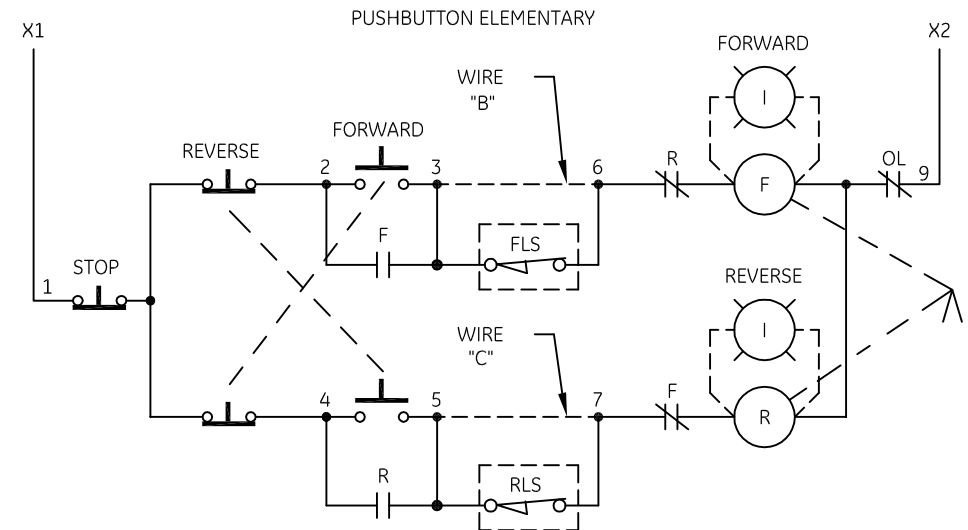 PUSHBUTTON ELEMENTARY
X1
X2
FORWARD
WIRE
"B"
I
FORWARD
REVERSE
2
3
6
R
F
OL
9
F
FLS
REVERSE
STOP
1
I
WIRE
"C"
4
5
7
F
R
R
RLS